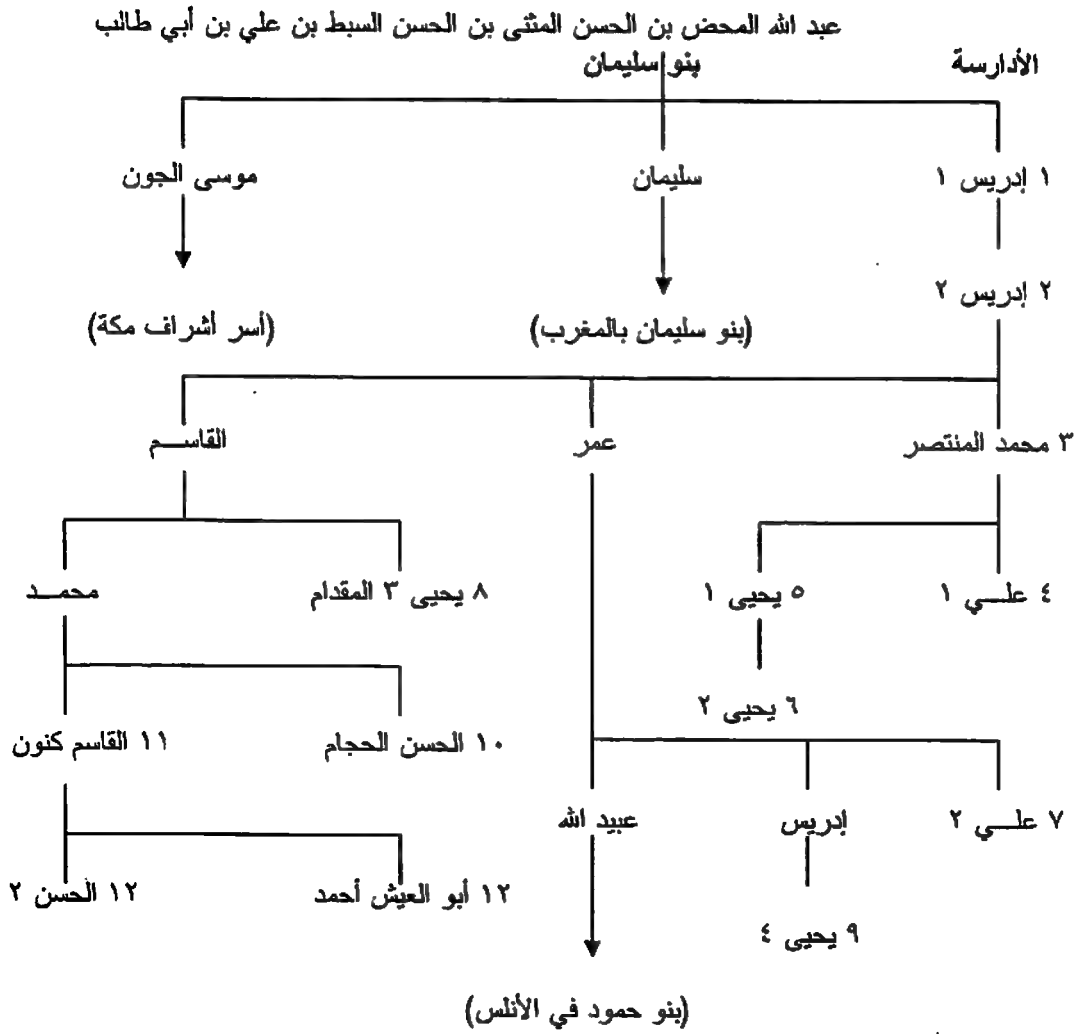 عبد الله المحض بن الحسن المثنى بن الحسن السبط بن علي بن أبي طالب
الأدارسة بنو سليمان
١ إدريس ١ سليمان موسى الجون
٢ إدريس ٢ (بنو سليمان بالمغرب) (أسر أشراف مكة)
٣ محمد المنتصر عمر القاسم
٤ علي ١ ٥ يحيى ١ ٨ يحيى ٣ المقدام محمد
٦ يحيى ٢
١٠ الحسن الحجام ١١ القاسم كنون
٧ علي ٢ إدريس عبيد الله
١٢ أبو العيش أحمد ١٢ الحسن ٢
٩ يحيى ٤
(بنو حمود في الأنلس)